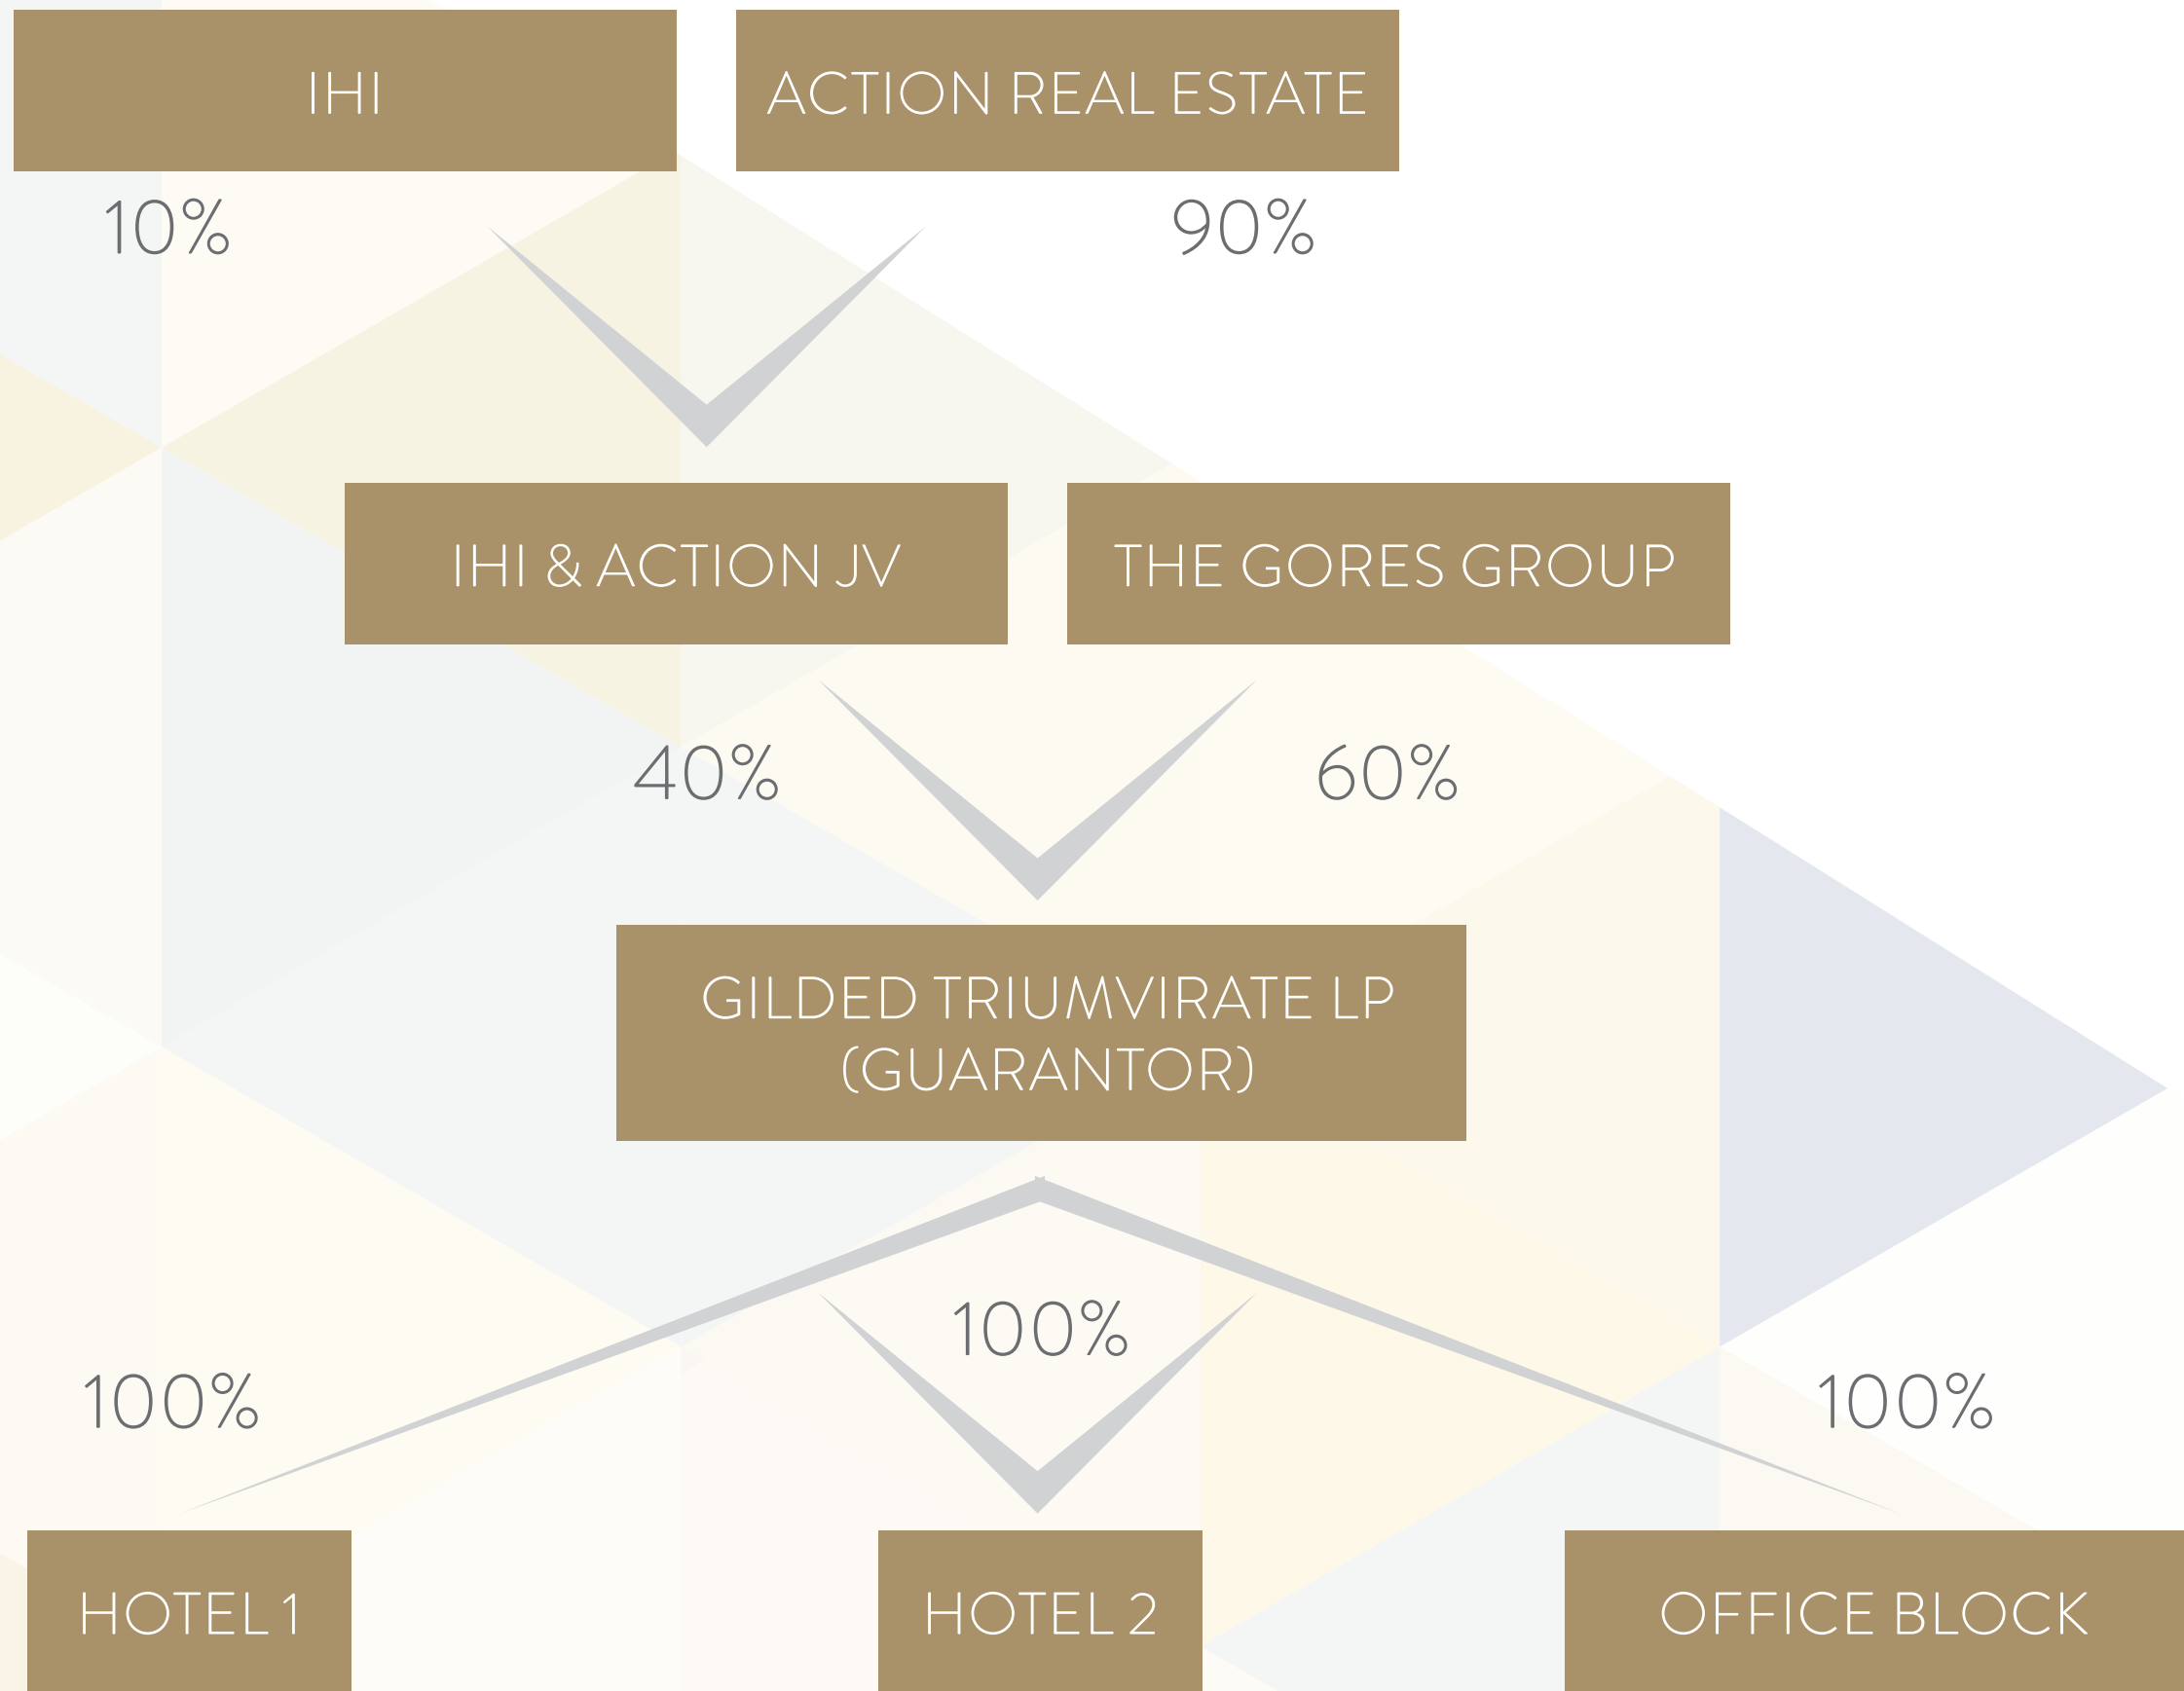 IHI
ACTION REAL ESTATE
10%
90%
IHI & ACTION JV
THE GORES GROUP
40%
60%
GILDED TRIUMVIRATE LP
(GUARANTOR)
100%
100%
100%
HOTEL 1
HOTEL 2
OFFICE BLOCK